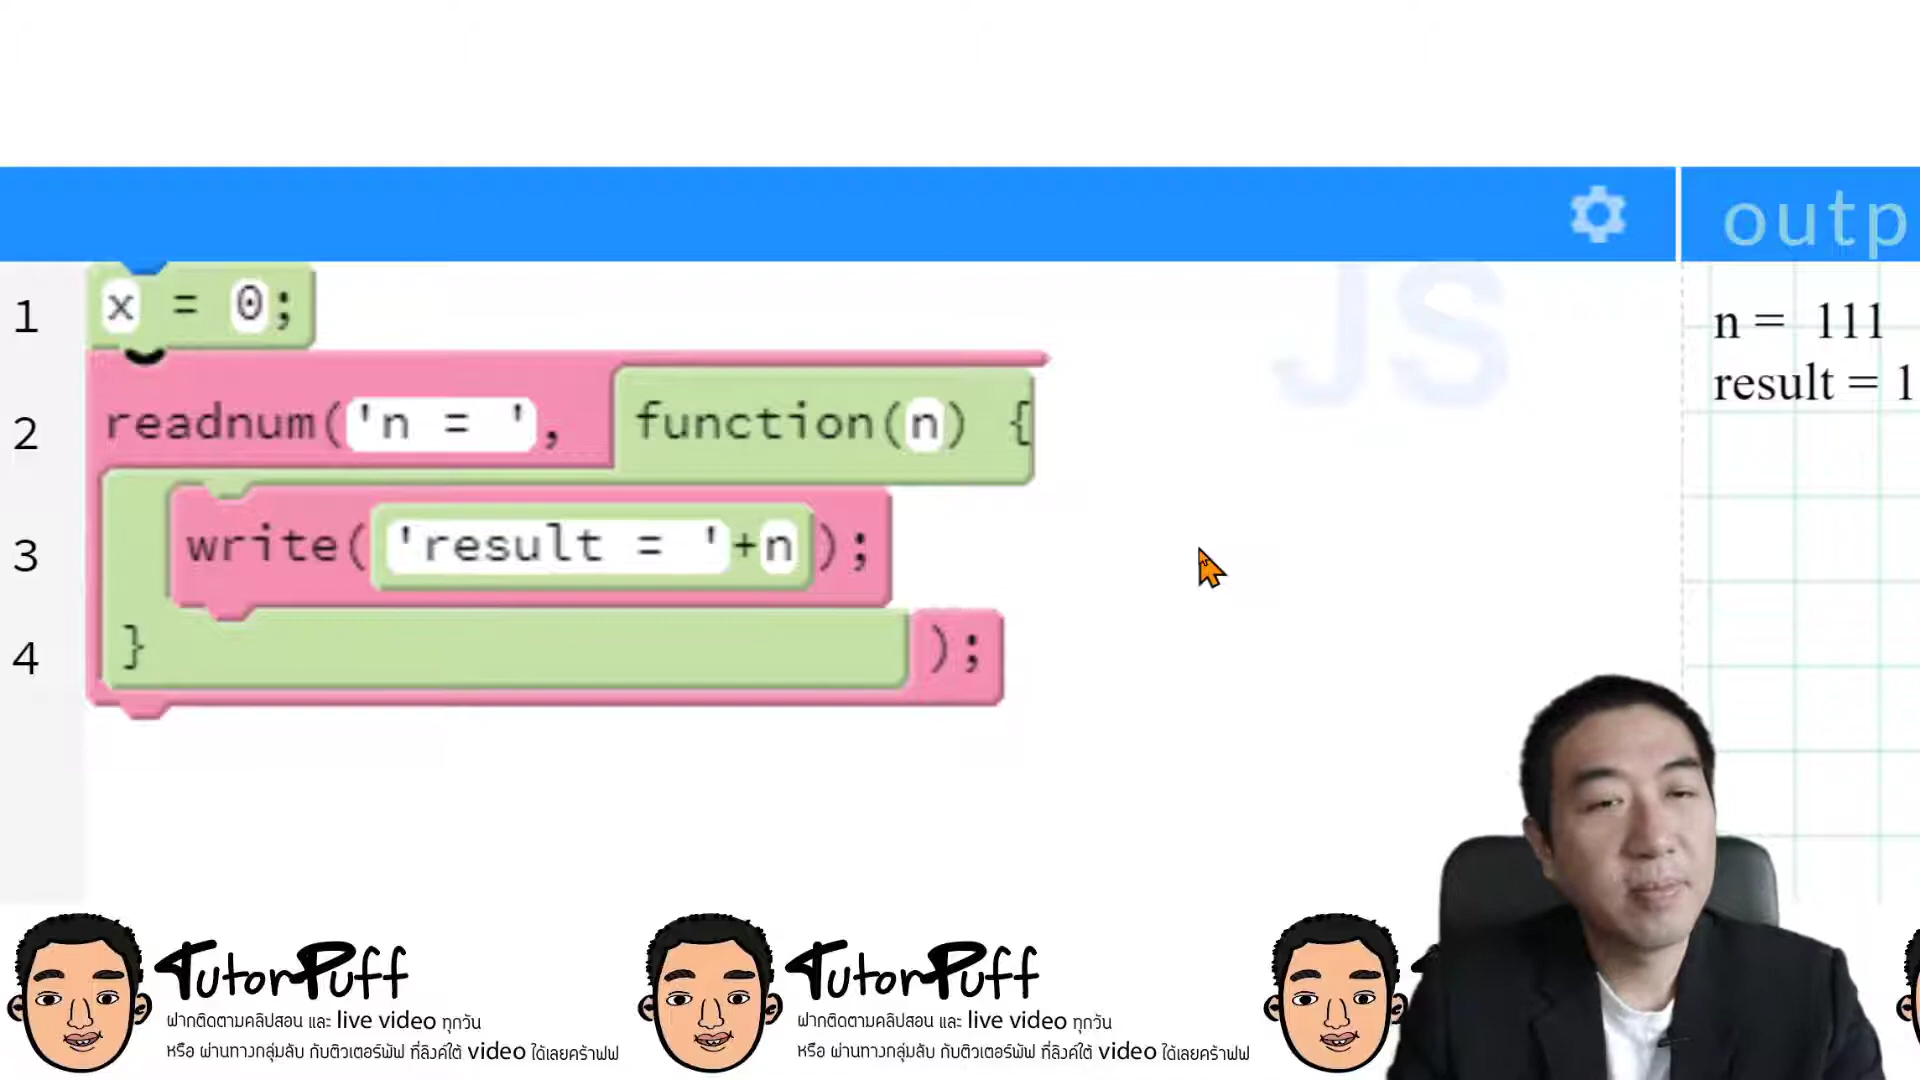 outp
JS
1 x = 0;
2 readnum('n = ', function(n) {
3 write('result = '+n);
4 } );
n = 111
result = 1
TutorPuff
ฝากติดตามคลิปสอน และ live video ทุกวัน
หรือ ผ่านทางกลุ่มลับ กับติวเตอร์พัฟ ที่ลิงค์ใต้ video ได้เลยคร้าฟฟ
TutorPuff
ฝากติดตามคลิปสอน และ live video ทุกวัน
หรือ ผ่านทางกลุ่มลับ กับติวเตอร์พัฟ ที่ลิงค์ใต้ video ได้เลยคร้าฟฟ